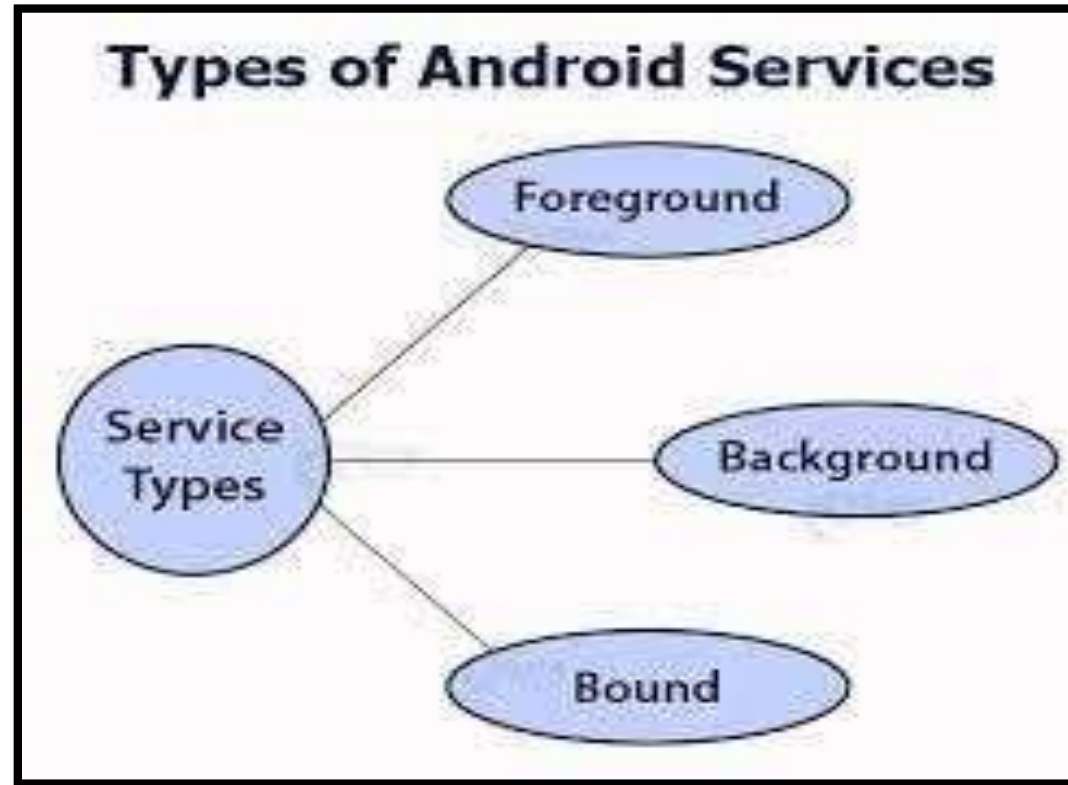 Types of Android Services
Foreground
Service
Types
Background
Bound